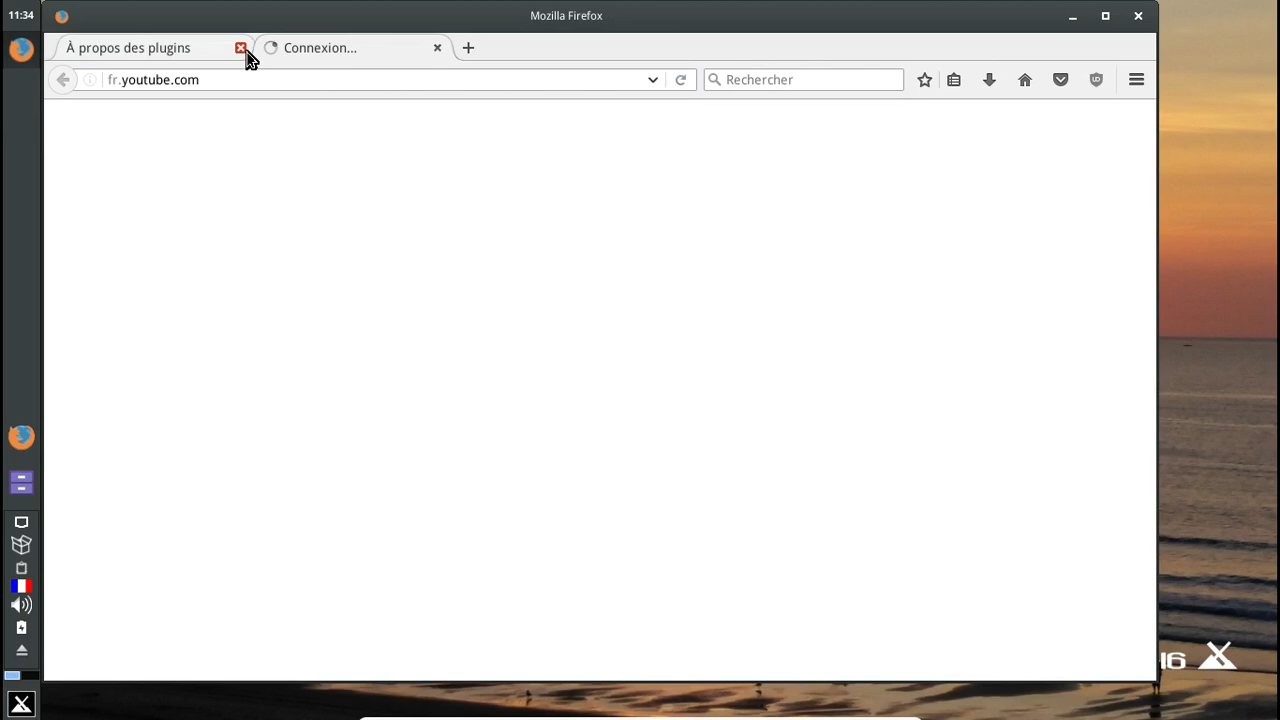 11:34
Mozilla Firefox
À propos des plugins
Connexion...
fr.youtube.com
Rechercher
16